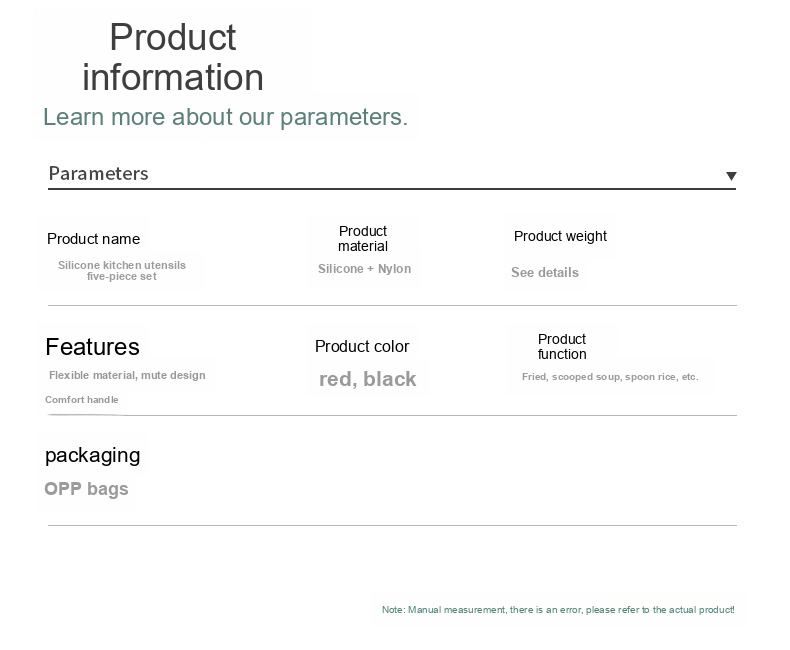 Product
information
Learn more about our parameters.
Parameters
Product name
Silicone kitchen utensils
five-piece set
Product
material
Silicone + Nylon
Product weight
See details
Features
Flexible material, mute design
Comfort handle
Product color
red, black
Product
function
Fried, scooped soup, spoon rice, etc.
packaging
OPP bags
Note: Manual measurement, there is an error, please refer to the actual product!